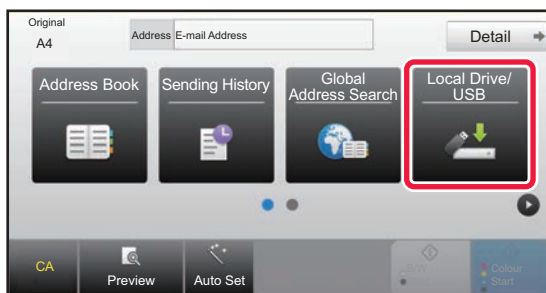 Original
A4
Address E-mail Address
Detail
Address Book
Sending History
Global
Address Search
Local Drive/
USB
CA
Preview
Auto Set
B/W
Start
Colour
Start